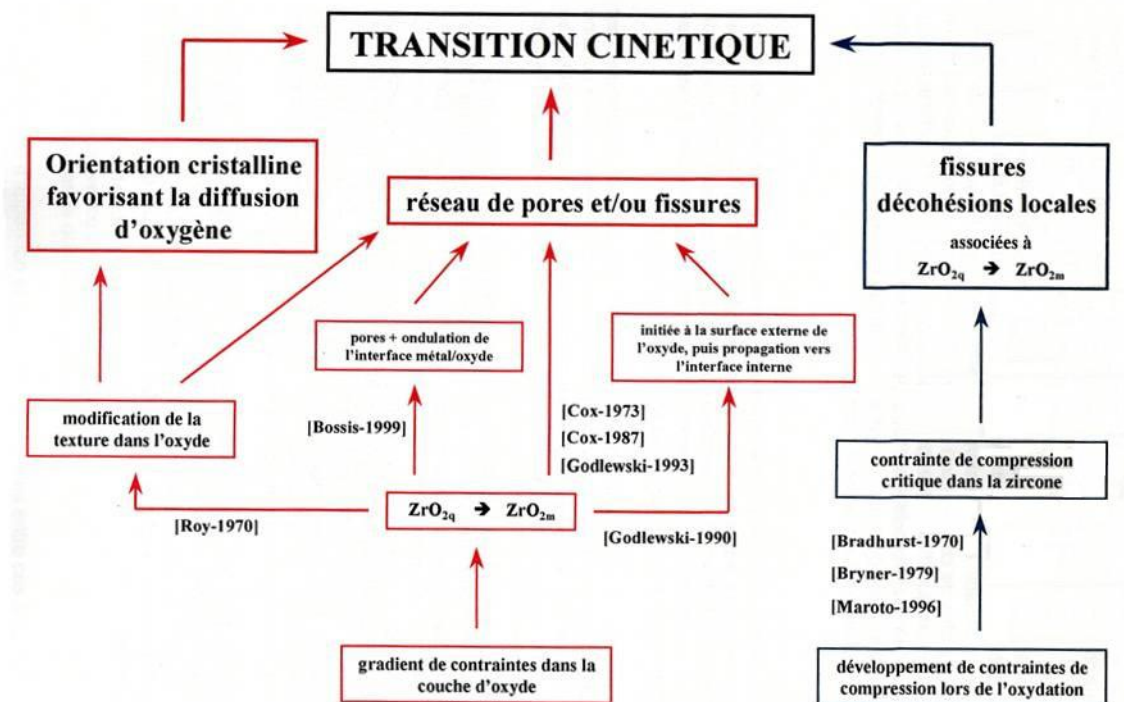 TRANSITION CINETIQUE
Orientation cristalline
favorisant la diffusion
d'oxygène
réseau de pores et/ou fissures
fissures
décohésions locales
associées à
ZrO2q → ZrO2m
pores + ondulation de
l'interface métal/oxyde
initiée à la surface externe de
l'oxyde, puis propagation vers
l'interface interne
modification de la
texture dans l'oxyde
[Bossis-1999]
[Cox-1973]
[Cox-1987]
[Godlewski-1993]
contrainte de compression
critique dans la zircone
ZrO2q → ZrO2m
[Roy-1970]
[Godlewski-1990]
[Bradhurst-1970]
[Bryner-1979]
[Maroto-1996]
gradient de contraintes dans la
couche d'oxyde
développement de contraintes de
compression lors de l'oxydation